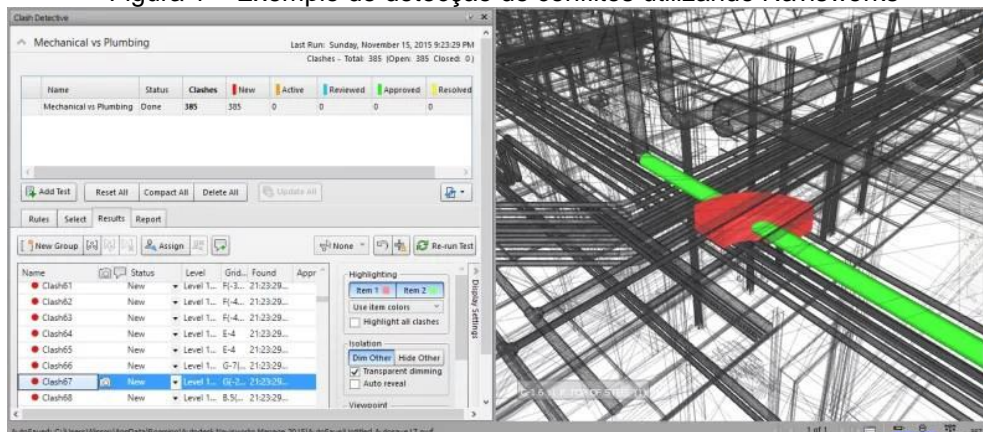 Figura 1 – Exemplo de detecção de conflitos utilizando Navisworks
Clash Detective
Mechanical vs Plumbing
Last Run: Sunday, November 15, 2015 9:23:29 PM
Clashes - Total: 385 (Open: 385 Closed: 0)
Name Status Clashes New Active Reviewed Approved Resolved
Mechanical vs Plumbing Done 385 385 0 0 0 0
Add Test Reset All Compact All Delete All Update All
Rules Select Results Report
New Group Assign None Re-run Test
Name Status Level Grid... Found Appr
Clash61 New Level 1... F(-3... 21:23:29...
Clash62 New Level 1... F(-4... 21:23:29...
Clash63 New Level 1... F(-4... 21:23:29...
Clash64 New Level 1... E-4 21:23:29...
Clash65 New Level 1... E-4 21:23:29...
Clash66 New Level 1... G-7(... 21:23:29...
Clash67 New Level 1... G(-2... 21:23:29...
Clash68 New Level 1... B.5(... 21:23:29...
Highlighting
Item 1 Item 2
Use item colors
Highlight all clashes
Isolation
Dim Other Hide Other
Transparent dimming
Auto reveal
Viewpoint
Display Settings
1 of 1